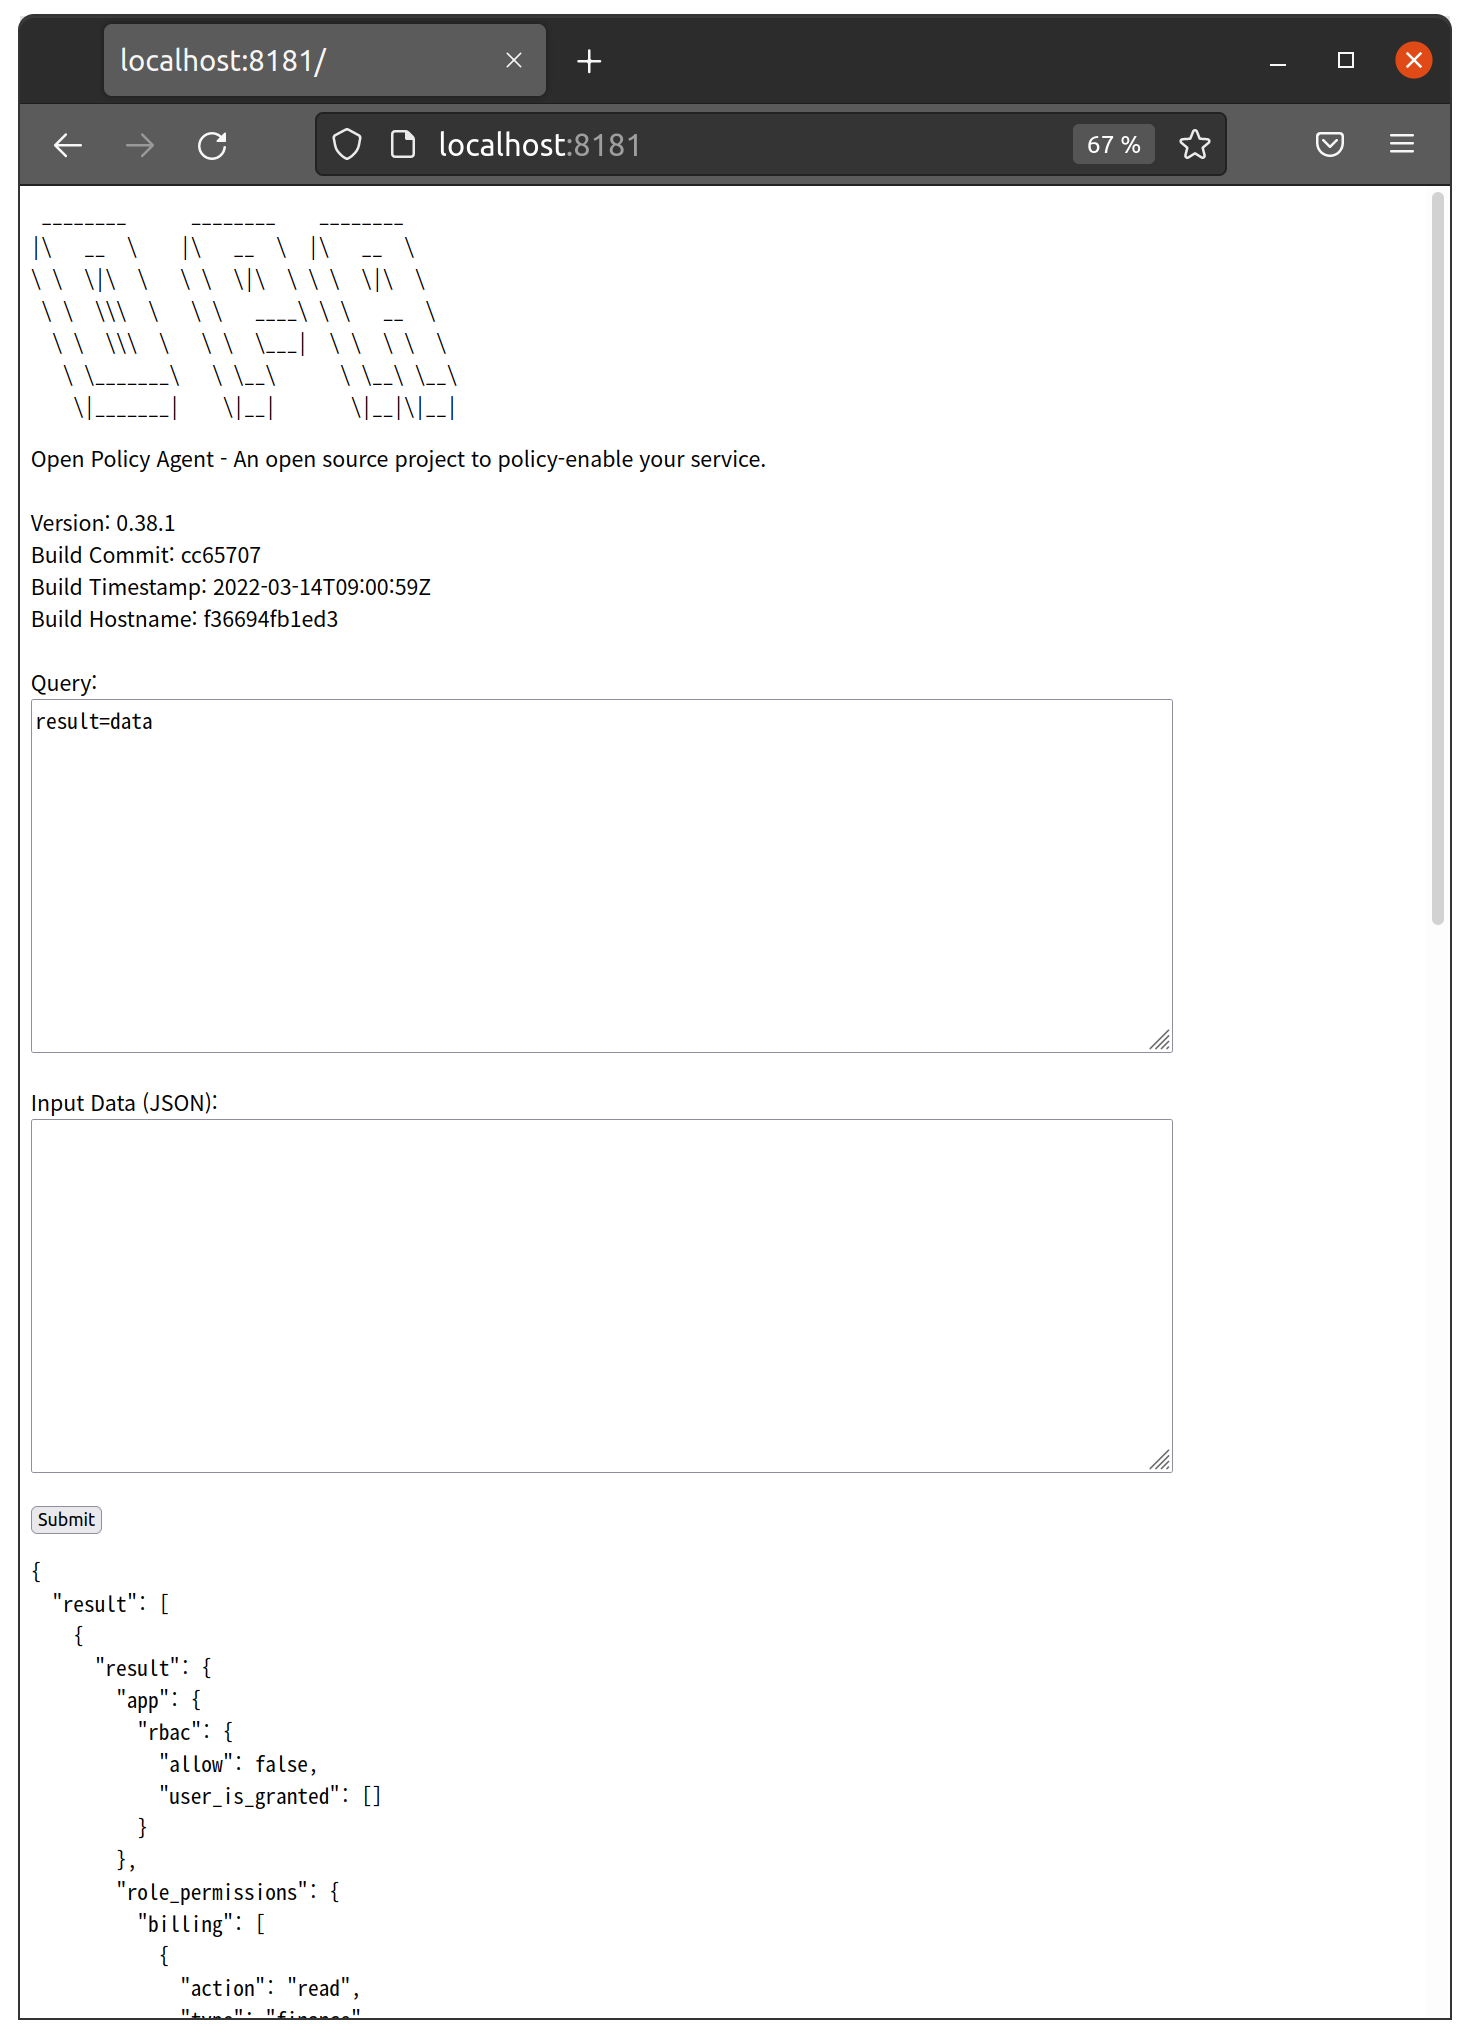 localhost:8181/
localhost:8181
67 %
 ________      ________    ________
|\   __  \    |\   __  \  |\   __  \
\ \  \|\  \   \ \  \|\  \ \ \  \|\  \
 \ \  \\\  \   \ \   ____\ \ \   __  \
  \ \  \\\  \   \ \  \___|  \ \  \ \  \
   \ \_______\   \ \__\      \ \__\ \__\
    \|_______|    \|__|       \|__|\|__|
Open Policy Agent - An open source project to policy-enable your service.
Version: 0.38.1
Build Commit: cc65707
Build Timestamp: 2022-03-14T09:00:59Z
Build Hostname: f36694fb1ed3
Query:
result=data
Input Data (JSON):
Submit
{
  "result": [
    {
      "result": {
        "app": {
          "rbac": {
            "allow": false,
            "user_is_granted": []
          }
        },
        "role_permissions": {
          "billing": [
            {
              "action": "read",
              "type": "finance"